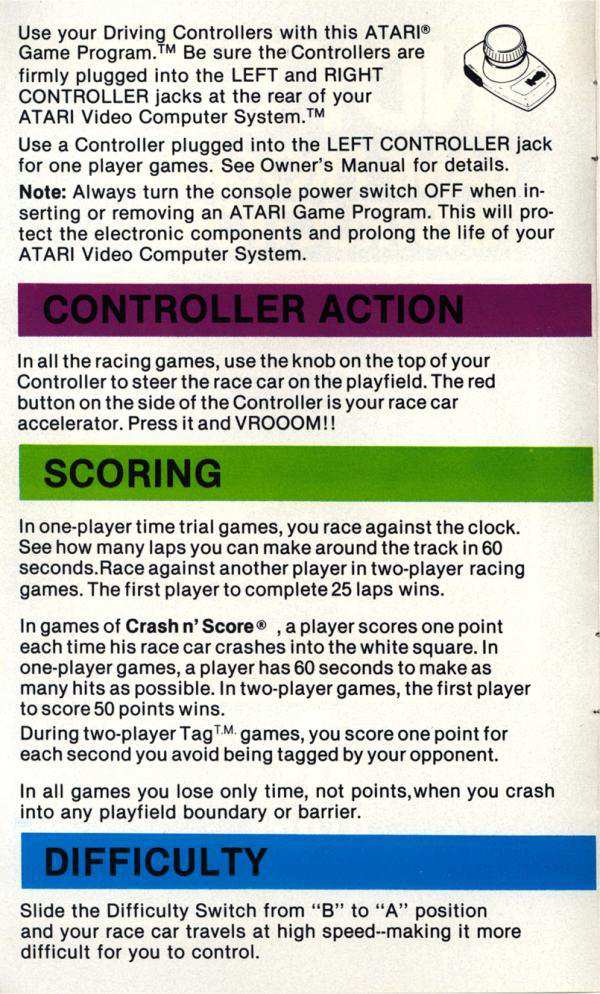 Use your Driving Controllers with this ATARI®
Game Program.™ Be sure the Controllers are
firmly plugged into the LEFT and RIGHT
CONTROLLER jacks at the rear of your
ATARI Video Computer System.™
Use a Controller plugged into the LEFT CONTROLLER jack
for one player games. See Owner's Manual for details.
Note: Always turn the console power switch OFF when in-
serting or removing an ATARI Game Program. This will pro-
tect the electronic components and prolong the life of your
ATARI Video Computer System.
CONTROLLER ACTION
In all the racing games, use the knob on the top of your
Controller to steer the race car on the playfield. The red
button on the side of the Controller is your race car
accelerator. Press it and VROOOM!!
SCORING
In one-player time trial games, you race against the clock.
See how many laps you can make around the track in 60
seconds.Race against another player in two-player racing
games. The first player to complete 25 laps wins.
In games of Crash n' Score® , a player scores one point
each time his race car crashes into the white square. In
one-player games, a player has 60 seconds to make as
many hits as possible. In two-player games, the first player
to score 50 points wins.
During two-player Tag T.M. games, you score one point for
each second you avoid being tagged by your opponent.
In all games you lose only time, not points,when you crash
into any playfield boundary or barrier.
DIFFICULTY
Slide the Difficulty Switch from “B” to “A” position
and your race car travels at high speed--making it more
difficult for you to control.